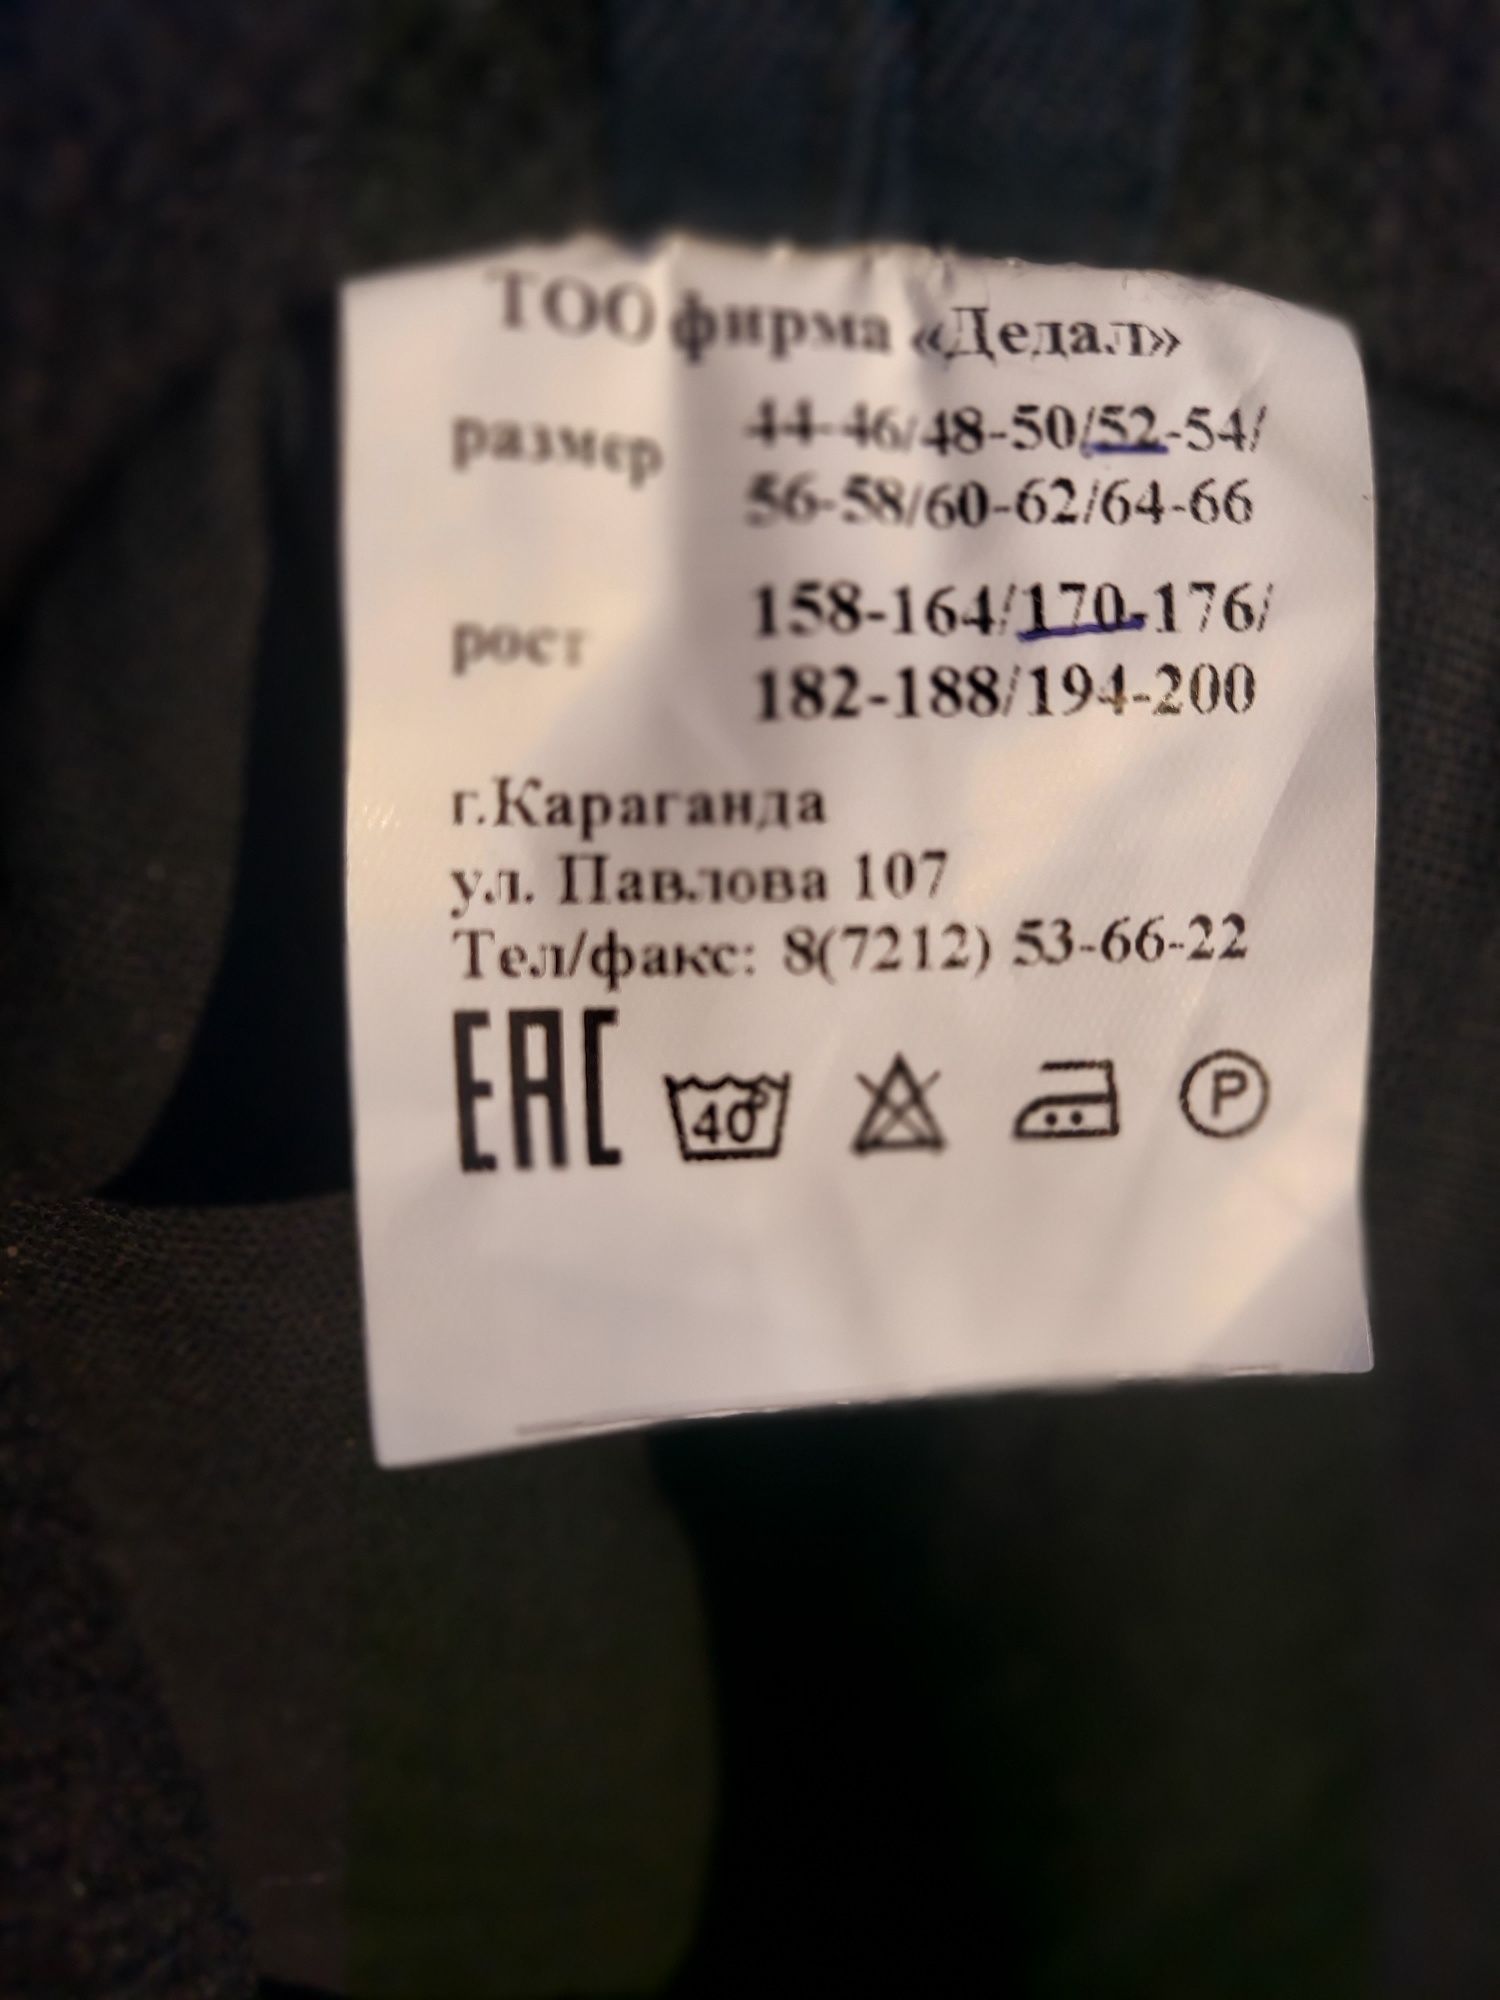 ТОО фирма «Дедал»
размер 44-46/48-50/52-54/
56-58/60-62/64-66
рост 158-164/170-176/
182-188/194-200
г.Караганда
ул. Павлова 107
Тел/факс: 8(7212) 53-66-22
EAC 40° P